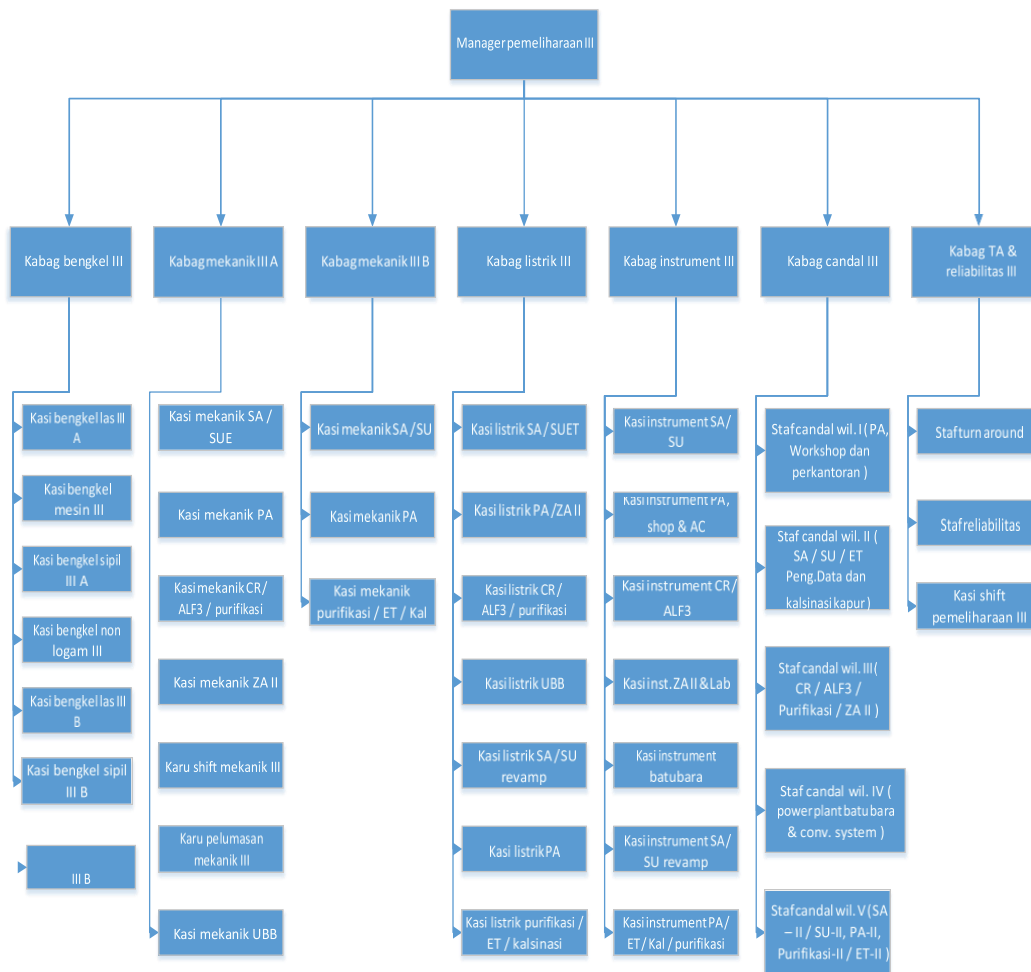 Manager pemeliharaan III
Kabag bengkel III
Kabag mekanik III A
Kabag mekanik III B
Kabag listrik III
Kabag instrument III
Kabag candal III
Kabag TA &
reliabilitas III
Kasi bengkel las III
A
Kasi bengkel
mesin III
Kasi bengkel sipil
III A
Kasi bengkel non
logam III
Kasi bengkel las III
B
Kasi bengkel sipil
III B
III B
Kasi mekanik SA /
SUE
Kasi mekanik PA
Kasi mekanik CR/
ALF3 / purifikasi
Kasi mekanik ZA II
Karu shift mekanik III
Karu pelumasan
mekanik III
Kasi mekanik UBB
Kasi mekanik SA / SU
Kasi mekanik PA
Kasi mekanik
purifikasi / ET / Kal
Kasi listrik SA / SUET
Kasi listrik PA /ZA II
Kasi listrik CR/
ALF3 / purifikasi
Kasi listrik UBB
Kasi listrik SA / SU
revamp
Kasi listrik PA
Kasi listrik purifikasi /
ET / kalsinasi
Kasi instrument SA/
SU
Kasi instrument PA,
shop & AC
Kasi instrument CR/
ALF3
Kasi inst. ZA II & Lab
Kasi instrument
batubara
Kasi instrument SA/
SU revamp
Kasi instrument PA/
ET/ Kal / purifikasi
Staf candal wil. I ( PA,
Workshop dan
perkantoran )
Staf candal wil. II (
SA / SU / ET
Peng.Data dan
kalsinasi kapur)
Staf candal wil. III (
CR / ALF3 /
Purifikasi / ZA II )
Staf candal wil. IV (
power plant batu bara
& conv. system )
Staf candal wil. V (SA
– II / SU-II, PA-II,
Purifikasi-II / ET-II )
Staf turn around
Staf reliabilitas
Kasi shift
pemeliharaan III